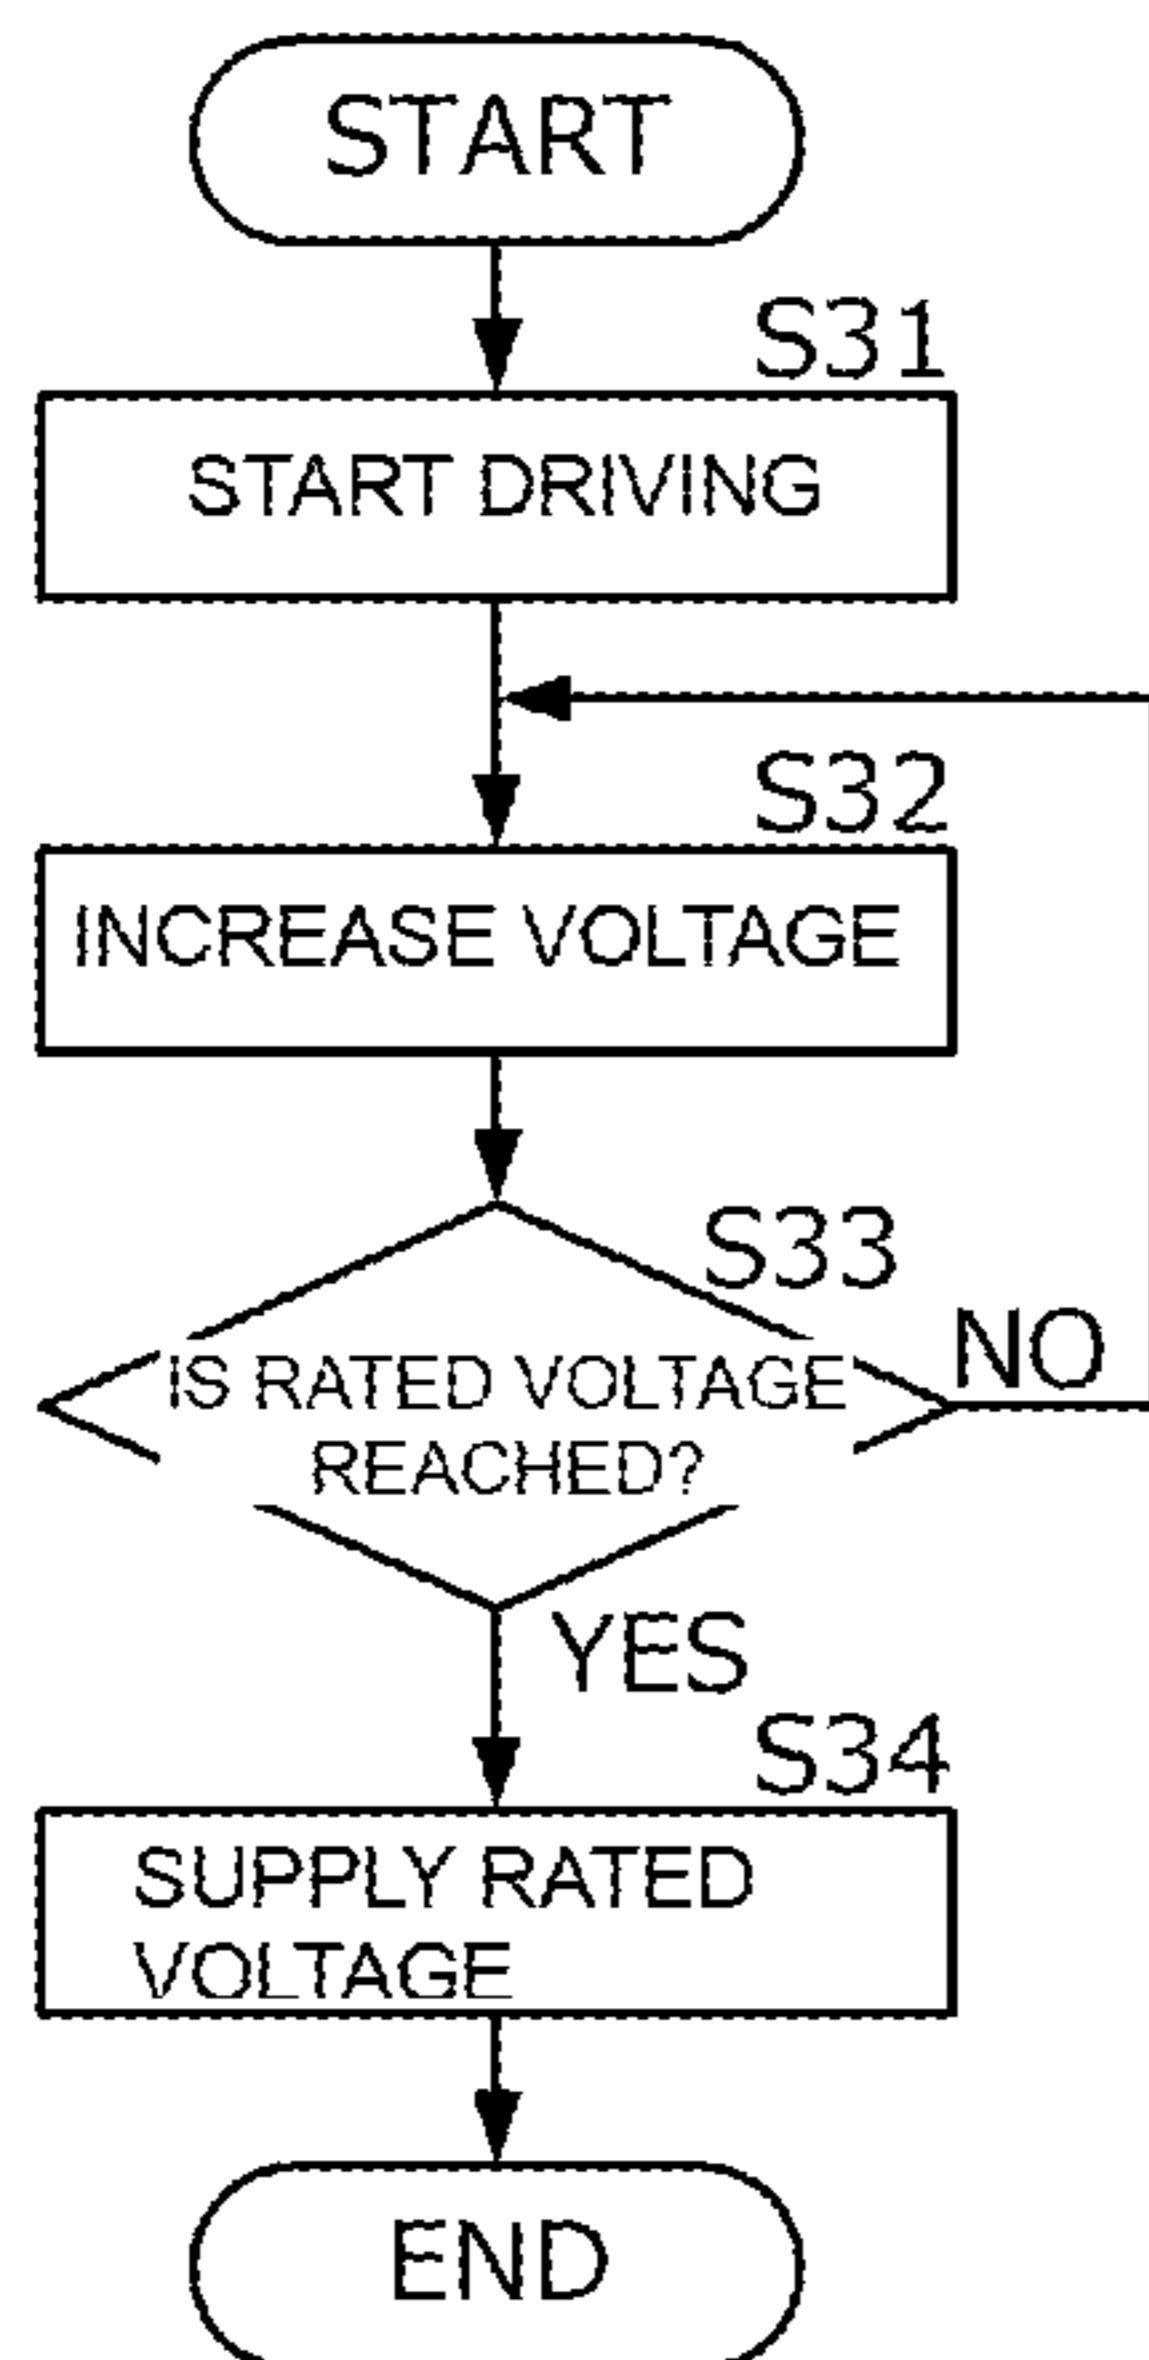 START
S31
START DRIVING
S32
INCREASE VOLTAGE
S33
IS RATED VOLTAGE
REACHED?
NO
YES
S34
SUPPLY RATED
VOLTAGE
END